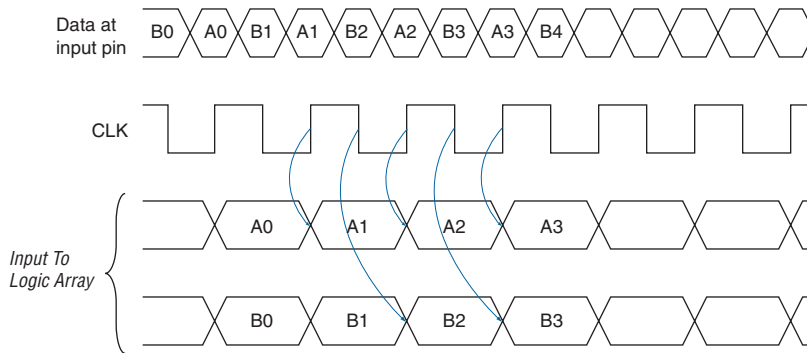 Data at
input pin
B0 A0 B1 A1 B2 A2 B3 A3 B4
CLK
Input To
Logic Array
A0 A1 A2 A3
B0 B1 B2 B3